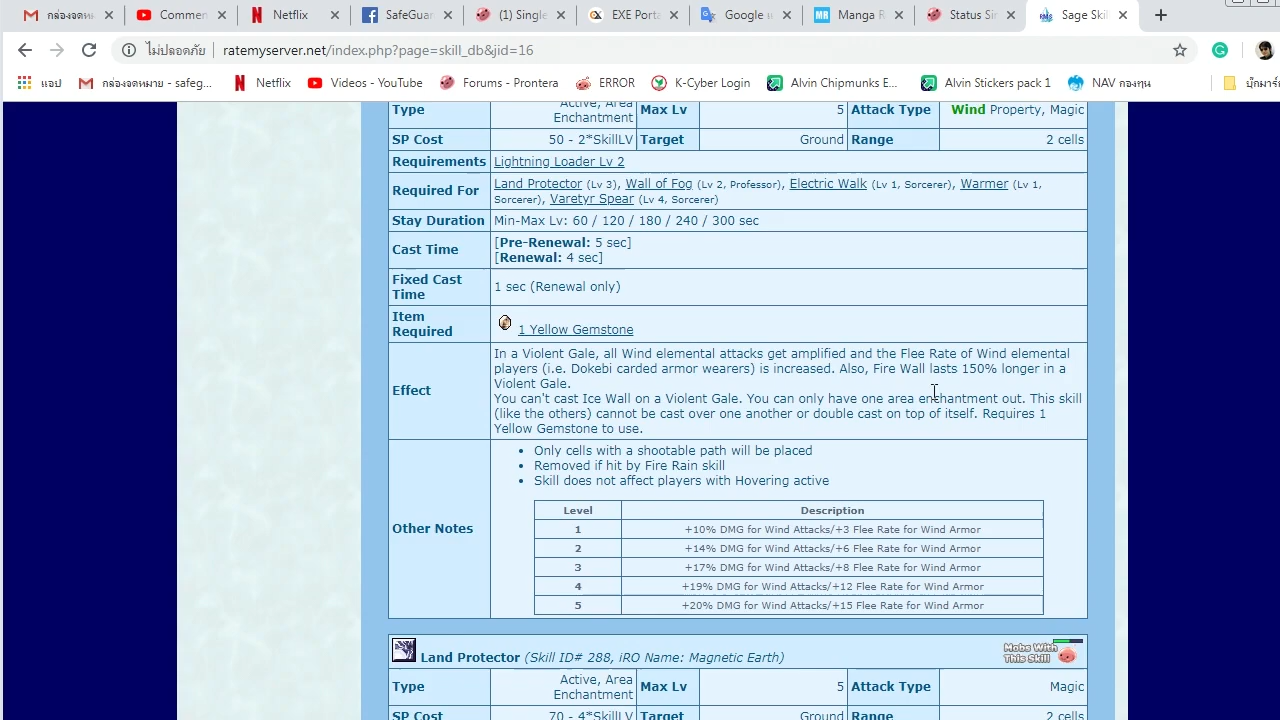 กล่องจดหม
Commen
Netflix
SafeGuar
(1) Single
EXE Porta
Google แ
Manga R
Status Sir
Sage Skil
ไม่ปลอดภัย
ratemyserver.net/index.php?page=skill_db&jid=16
แอป
กล่องจดหมาย - safeg...
Netflix
Videos - YouTube
Forums - Prontera
ERROR
K-Cyber Login
Alvin Chipmunks E...
Alvin Stickers pack 1
NAV กองทุน
บุ๊กมาร์ก
Type
Active, Area
Enchantment
Max Lv
5
Attack Type
Wind Property, Magic
SP Cost
50 - 2*SkillLV
Target
Ground
Range
2 cells
Requirements
Lightning Loader Lv 2
Required For
Land Protector (Lv 3), Wall of Fog (Lv 2, Professor), Electric Walk (Lv 1, Sorcerer), Warmer (Lv 1,
Sorcerer), Varetyr Spear (Lv 4, Sorcerer)
Stay Duration
Min-Max Lv: 60 / 120 / 180 / 240 / 300 sec
Cast Time
[Pre-Renewal: 5 sec]
[Renewal: 4 sec]
Fixed Cast
Time
1 sec (Renewal only)
Item
Required
1 Yellow Gemstone
Effect
In a Violent Gale, all Wind elemental attacks get amplified and the Flee Rate of Wind elemental
players (i.e. Dokebi carded armor wearers) is increased. Also, Fire Wall lasts 150% longer in a
Violent Gale.
You can't cast Ice Wall on a Violent Gale. You can only have one area enchantment out. This skill
(like the others) cannot be cast over one another or double cast on top of itself. Requires 1
Yellow Gemstone to use.
Other Notes
• Only cells with a shootable path will be placed
• Removed if hit by Fire Rain skill
• Skill does not affect players with Hovering active
Level
Description
1
+10% DMG for Wind Attacks/+3 Flee Rate for Wind Armor
2
+14% DMG for Wind Attacks/+6 Flee Rate for Wind Armor
3
+17% DMG for Wind Attacks/+8 Flee Rate for Wind Armor
4
+19% DMG for Wind Attacks/+12 Flee Rate for Wind Armor
5
+20% DMG for Wind Attacks/+15 Flee Rate for Wind Armor
Land Protector (Skill ID# 288, iRO Name: Magnetic Earth)
Mobs With
This Skill
Type
Active, Area
Enchantment
Max Lv
5
Attack Type
Magic
SP Cost
70 - 4*SkillLV
Target
Ground
Range
2 cells